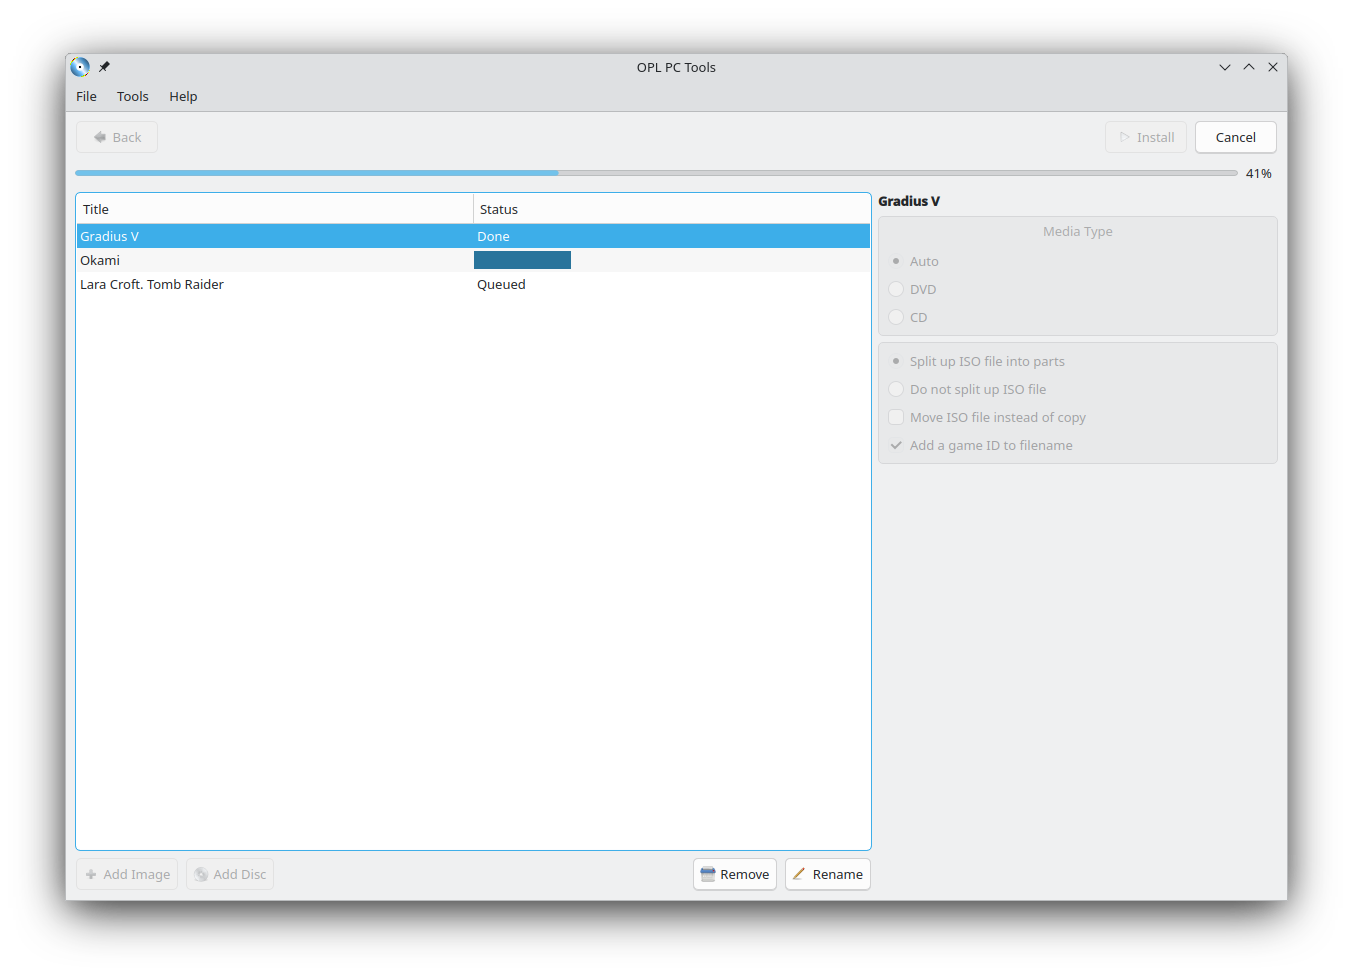 OPL PC Tools
File Tools Help
Back Install Cancel
41%
Title Status
Gradius V Done
Okami
Lara Croft. Tomb Raider Queued
Gradius V
Media Type
Auto
DVD
CD
Split up ISO file into parts
Do not split up ISO file
Move ISO file instead of copy
Add a game ID to filename
Add Image Add Disc Remove Rename